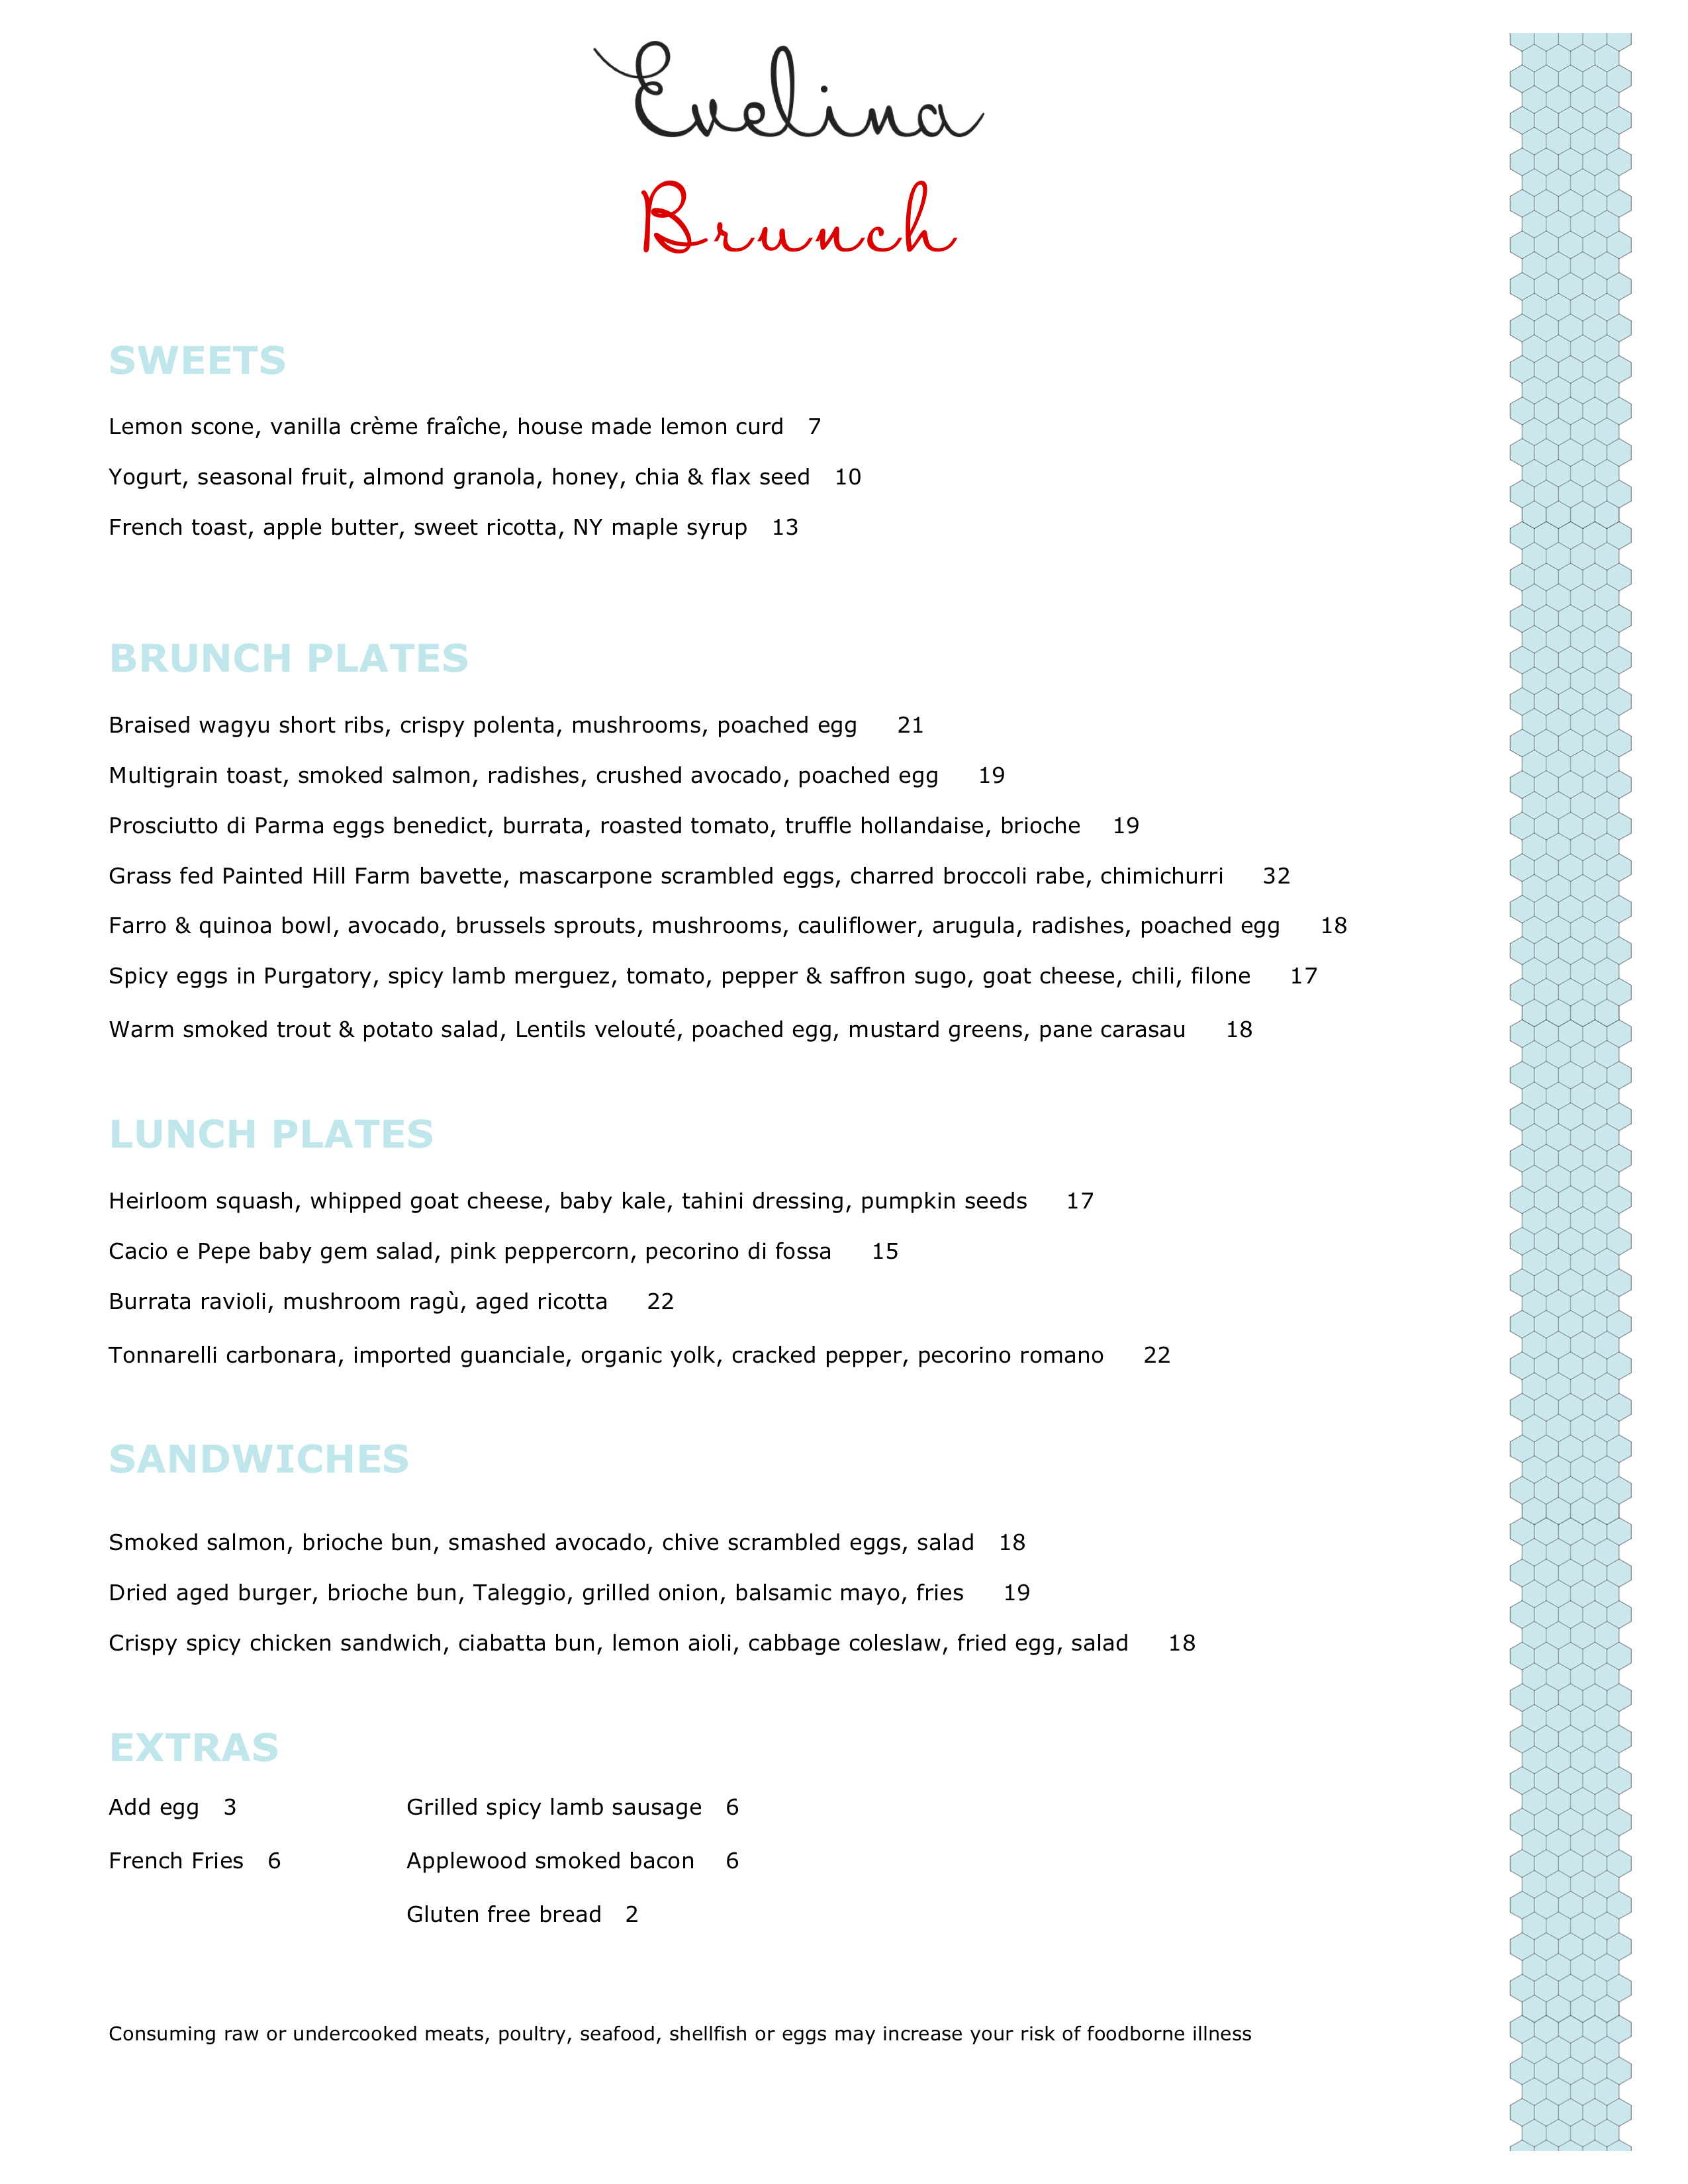 Evelina
Brunch
SWEETS
Lemon scone, vanilla crème fraîche, house made lemon curd 7
Yogurt, seasonal fruit, almond granola, honey, chia & flax seed 10
French toast, apple butter, sweet ricotta, NY maple syrup 13
BRUNCH PLATES
Braised wagyu short ribs, crispy polenta, mushrooms, poached egg 21
Multigrain toast, smoked salmon, radishes, crushed avocado, poached egg 19
Prosciutto di Parma eggs benedict, burrata, roasted tomato, truffle hollandaise, brioche 19
Grass fed Painted Hill Farm bavette, mascarpone scrambled eggs, charred broccoli rabe, chimichurri 32
Farro & quinoa bowl, avocado, brussels sprouts, mushrooms, cauliflower, arugula, radishes, poached egg 18
Spicy eggs in Purgatory, spicy lamb merguez, tomato, pepper & saffron sugo, goat cheese, chili, filone 17
Warm smoked trout & potato salad, Lentils velouté, poached egg, mustard greens, pane carasau 18
LUNCH PLATES
Heirloom squash, whipped goat cheese, baby kale, tahini dressing, pumpkin seeds 17
Cacio e Pepe baby gem salad, pink peppercorn, pecorino di fossa 15
Burrata ravioli, mushroom ragù, aged ricotta 22
Tonnarelli carbonara, imported guanciale, organic yolk, cracked pepper, pecorino romano 22
SANDWICHES
Smoked salmon, brioche bun, smashed avocado, chive scrambled eggs, salad 18
Dried aged burger, brioche bun, Taleggio, grilled onion, balsamic mayo, fries 19
Crispy spicy chicken sandwich, ciabatta bun, lemon aioli, cabbage coleslaw, fried egg, salad 18
EXTRAS
Add egg 3 Grilled spicy lamb sausage 6
French Fries 6 Applewood smoked bacon 6
Gluten free bread 2
Consuming raw or undercooked meats, poultry, seafood, shellfish or eggs may increase your risk of foodborne illness